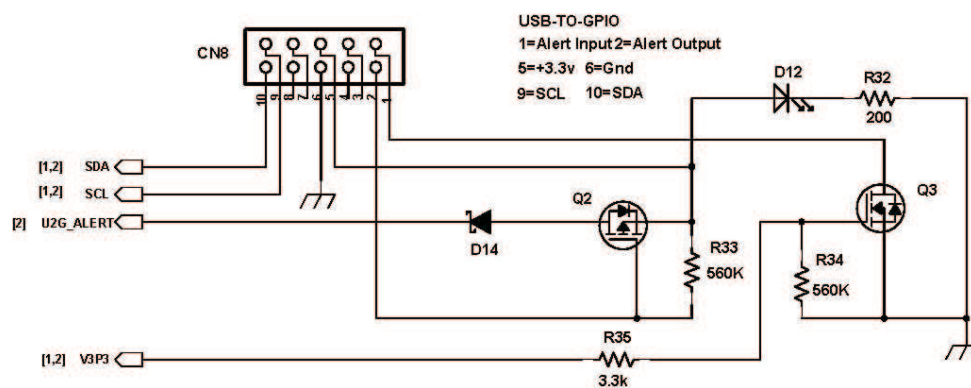 USB-TO-GPIO
1=Alert Input 2=Alert Output
CN8
5=+3.3v 6=Gnd
9=SCL 10=SDA
D12
R32
200
10 9 8 7 6 5 4 3 2 1
[1,2] SDA
[1,2] SCL
Q2
Q3
[2] U2G_ALERT
D14
R33
560K
R34
560K
R35
[1,2] V3P3
3.3k